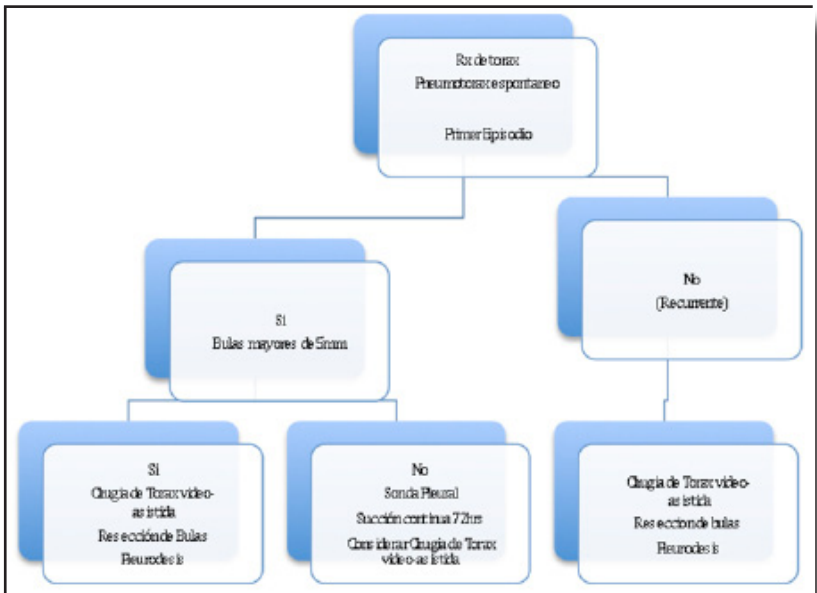 Rx de torax
Pneumotorax espontaneo
Primer Episodio
No
(Recurrente)
Si
Bulas mayores de 5mm
Si
Cirugia de Torax video-
asistida
Resección de Bulas
Pleurodesis
No
Sonda Pleural
Succión continua 72hrs
Considerar Cirugia de Torax
video-asistida
Cirugia de Torax video-
asistida
Reseccion de bulas
Pleurodesis